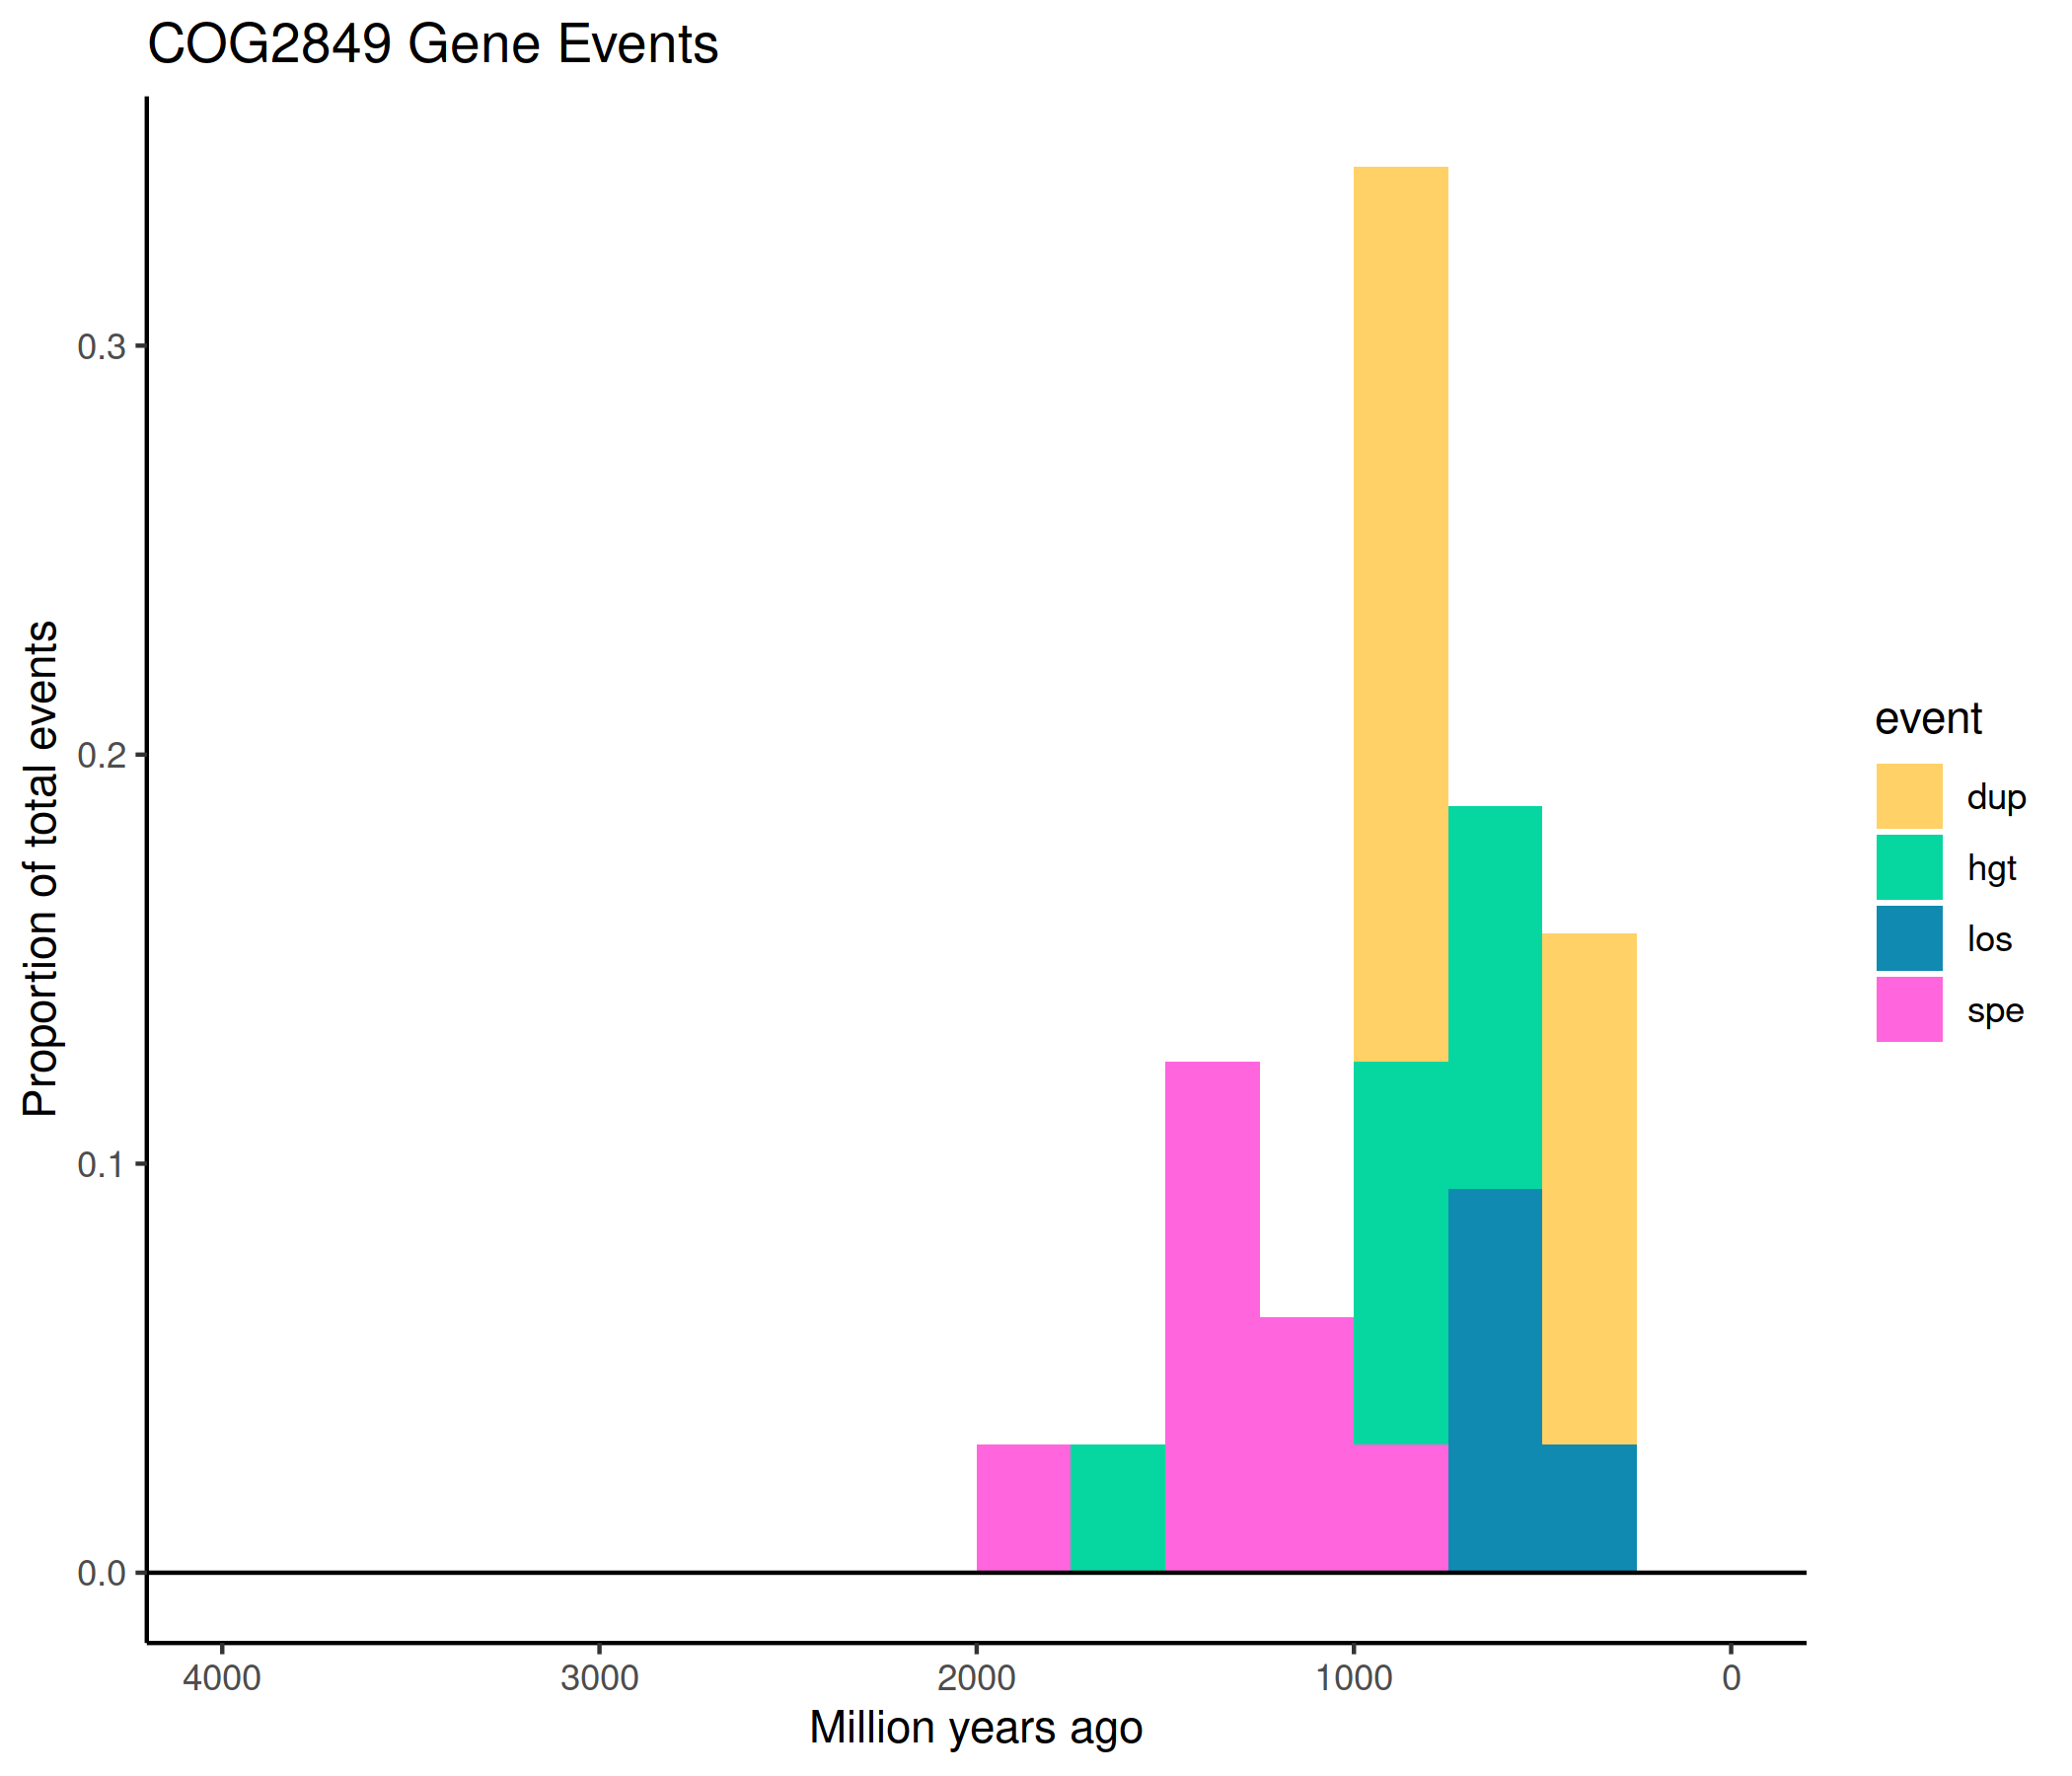 COG2849 Gene Events
Proportion of total events
0.3
0.2
0.1
0.0
4000 3000 2000 1000 0
Million years ago
event
dup
hgt
los
spe